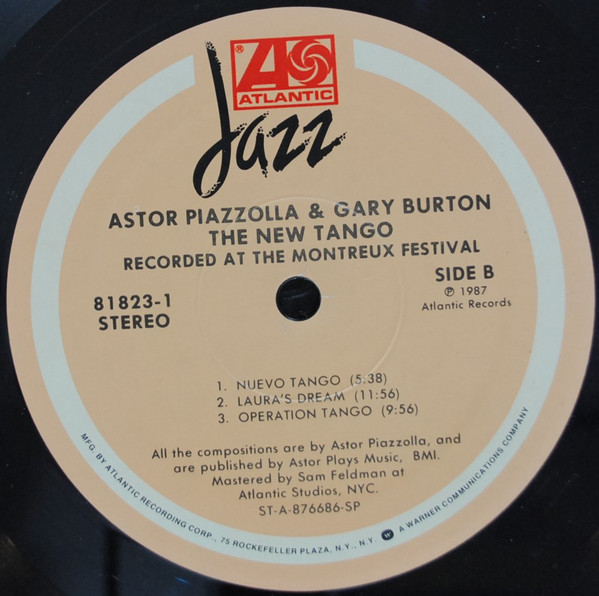 ®
ATLANTIC
Jazz
ASTOR PIAZZOLLA & GARY BURTON
THE NEW TANGO
RECORDED AT THE MONTREUX FESTIVAL
81823-1
STEREO
SIDE B
℗ 1987
Atlantic Records
1. NUEVO TANGO (5:38)
2. LAURA'S DREAM (11:56)
3. OPERATION TANGO (9:56)
All the compositions are by Astor Piazzolla, and
are published by Astor Plays Music, BMI.
Mastered by Sam Feldman at
Atlantic Studios, NYC.
ST-A-876686-SP
MFG. BY ATLANTIC RECORDING CORP., 75 ROCKEFELLER PLAZA, N.Y., N.Y. W A WARNER COMMUNICATIONS COMPANY